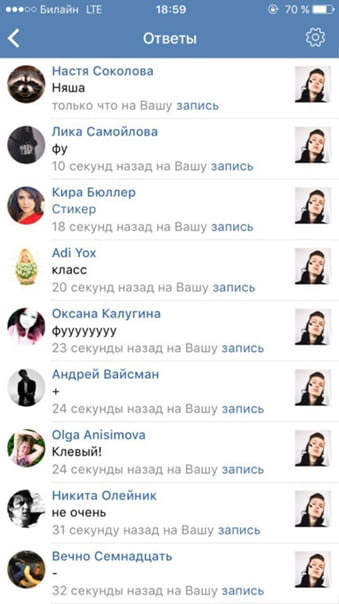 Билайн LTE 18:59 70 %
Ответы
Настя Соколова
Няша
только что на Вашу запись
Лика Самойлова
фу
10 секунд назад на Вашу запись
Кира Бюллер
Стикер
18 секунд назад на Вашу запись
Adi Yox
класс
20 секунд назад на Вашу запись
Оксана Калугина
фуууууууу
23 секунды назад на Вашу запись
Андрей Вайсман
+
24 секунды назад на Вашу запись
Olga Anisimova
Клевый!
24 секунды назад на Вашу запись
Никита Олейник
не очень
31 секунду назад на Вашу запись
Вечно Семнадцать
-
32 секунды назад на Вашу запись